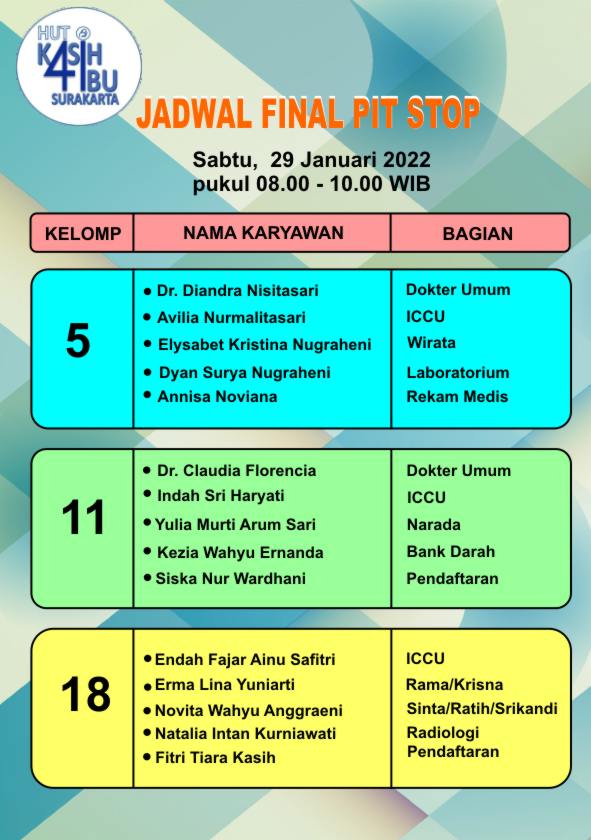 HUT
KASIH
41
IBU
SURAKARTA
JADWAL FINAL PIT STOP
Sabtu, 29 Januari 2022
pukul 08.00 - 10.00 WIB
KELOMP NAMA KARYAWAN BAGIAN
5
• Dr. Diandra Nisitasari Dokter Umum
• Avilia Nurmalitasari ICCU
• Elysabet Kristina Nugraheni Wirata
• Dyan Surya Nugraheni Laboratorium
• Annisa Noviana Rekam Medis
11
• Dr. Claudia Florencia Dokter Umum
• Indah Sri Haryati ICCU
• Yulia Murti Arum Sari Narada
• Kezia Wahyu Ernanda Bank Darah
• Siska Nur Wardhani Pendaftaran
18
• Endah Fajar Ainu Safitri ICCU
• Erma Lina Yuniarti Rama/Krisna
• Novita Wahyu Anggraeni Sinta/Ratih/Srikandi
• Natalia Intan Kurniawati Radiologi
• Fitri Tiara Kasih Pendaftaran